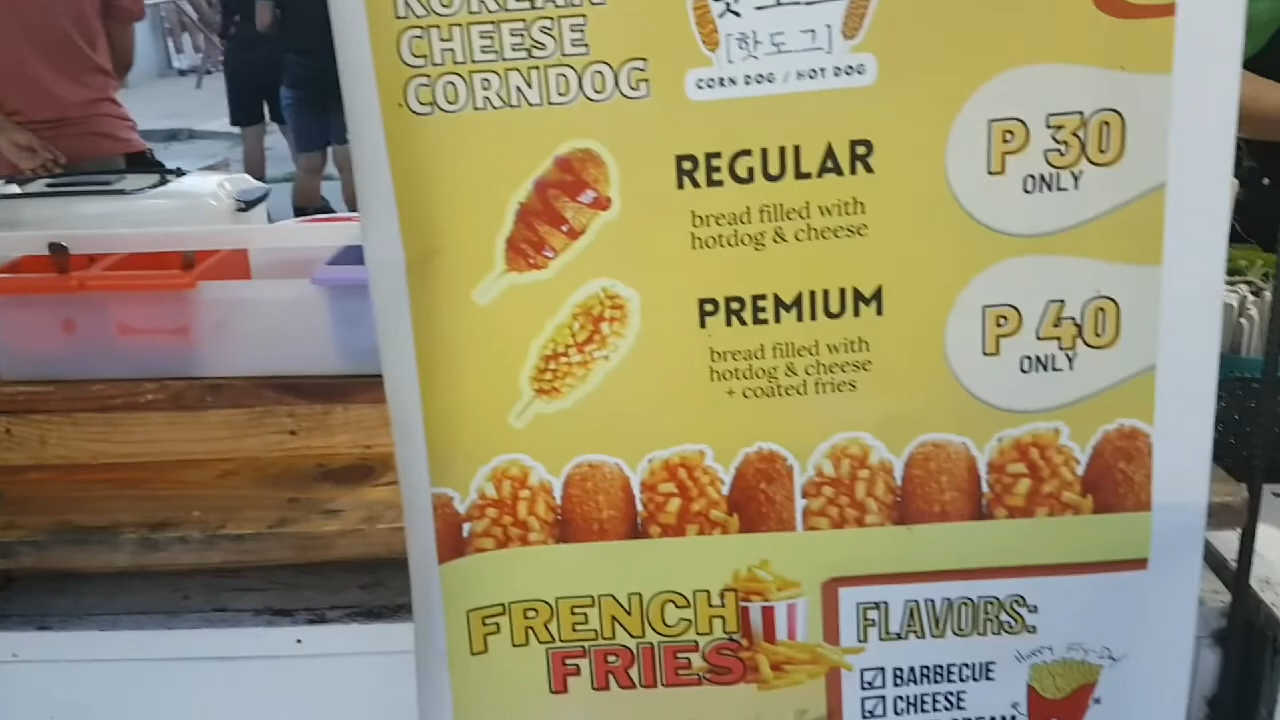 KOREAN
CHEESE
CORNDOG
[핫도그]
CORN DOG / HOT DOG
REGULAR
bread filled with
hotdog & cheese
P 30
ONLY
PREMIUM
bread filled with
hotdog & cheese
+ coated fries
P 40
ONLY
FRENCH
FRIES
FLAVORS:
BARBECUE
CHEESE